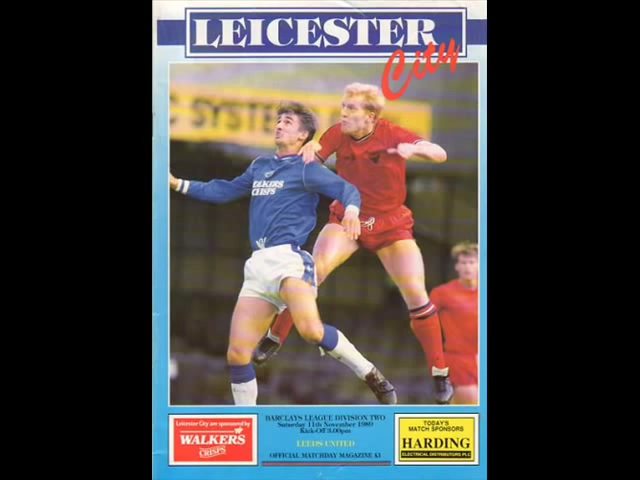 LEICESTER
City
C SYSTEM
WALKERS
CRISPS
BARCLAYS LEAGUE DIVISION TWO
Saturday 11th November 1989
Kick-Off 3.00pm
LEEDS UNITED
OFFICIAL MATCHDAY MAGAZINE £1
Leicester City are sponsored by
WALKERS
CRISPS
TODAY'S
MATCH SPONSORS
HARDING
ELECTRICAL DISTRIBUTORS PLC